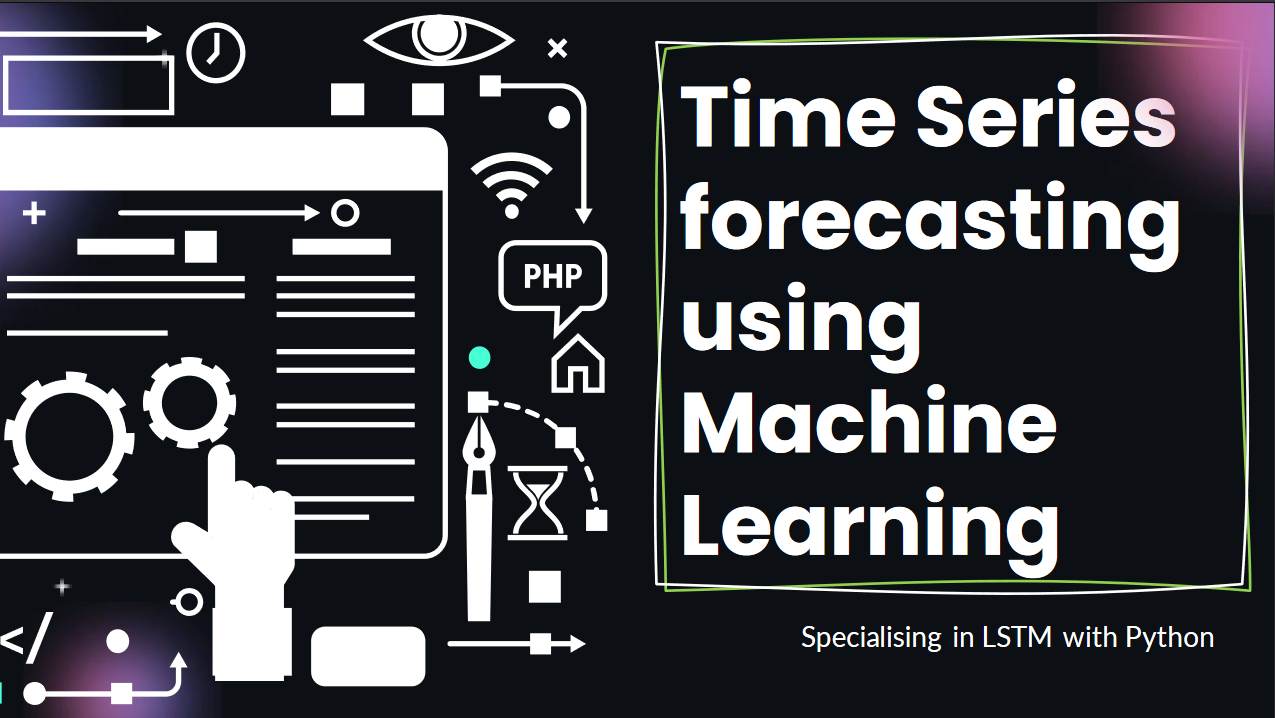 Time Series
forecasting
using
Machine
Learning
Specialising in LSTM with Python
PHP
</>